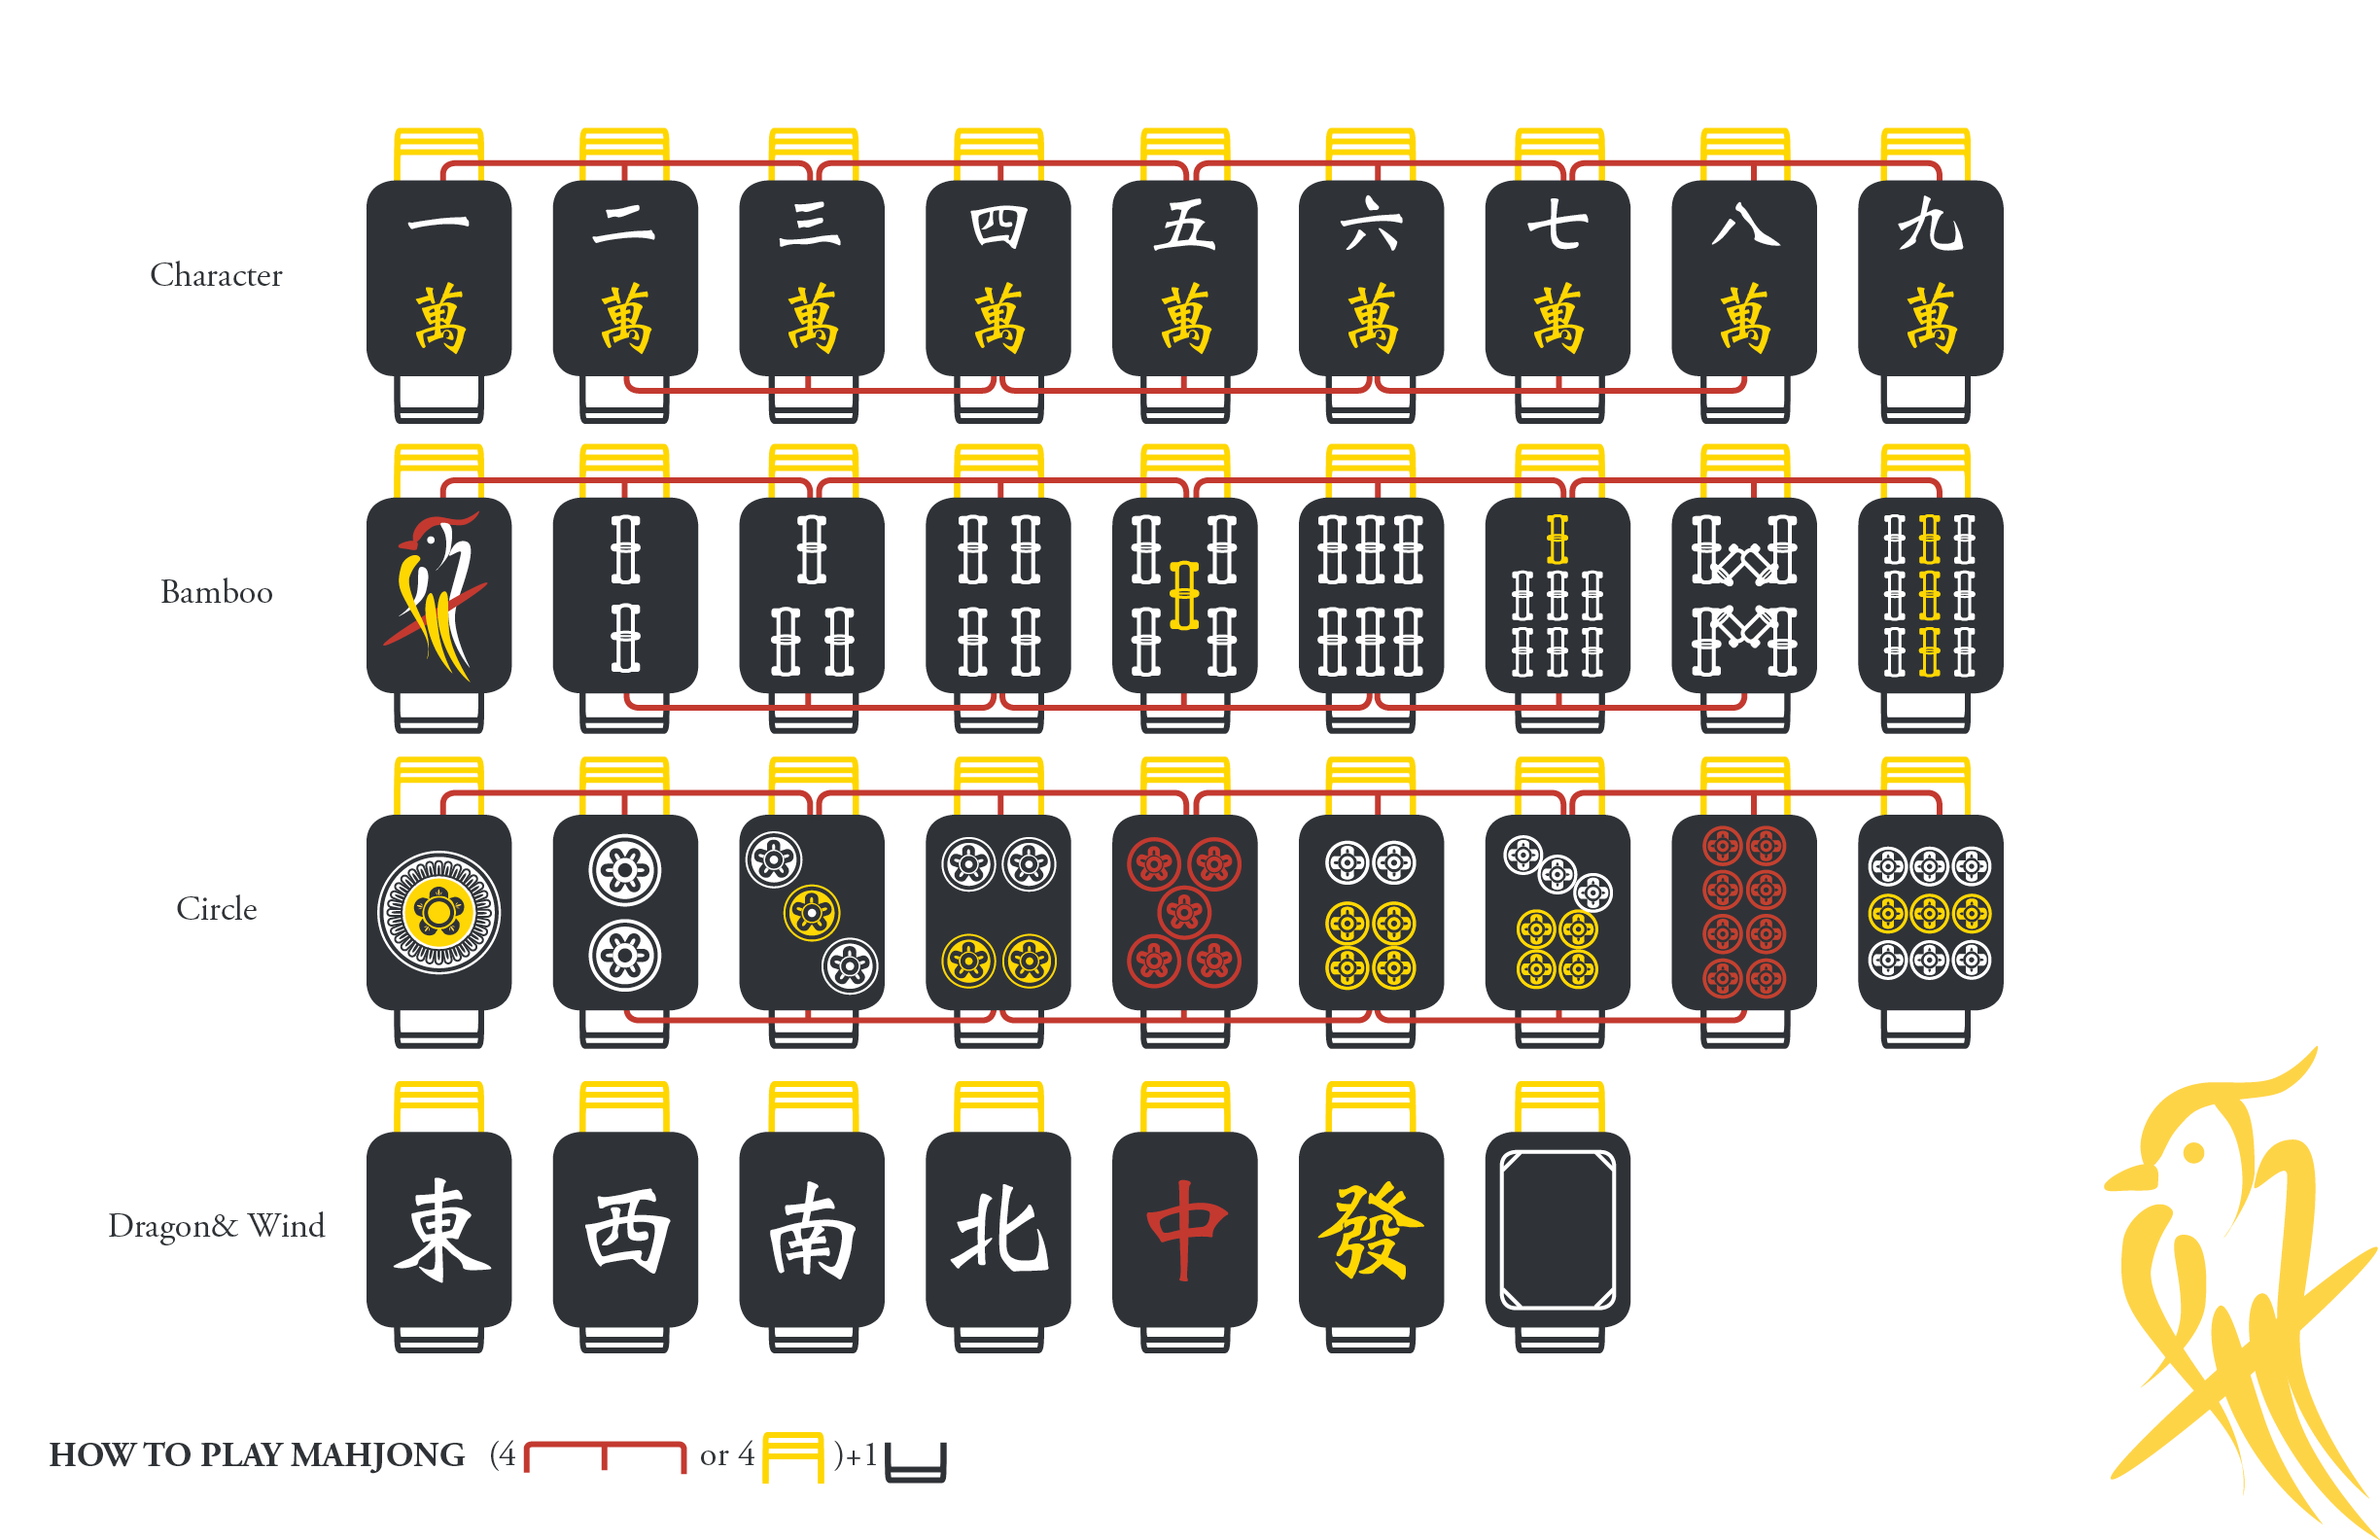 Character
一 二 三 四 五 六 七 八 九
萬 萬 萬 萬 萬 萬 萬 萬 萬
Bamboo
Circle
Dragon& Wind
東 西 南 北 中 發
HOW TO PLAY MAHJONG (4 or 4 )+1